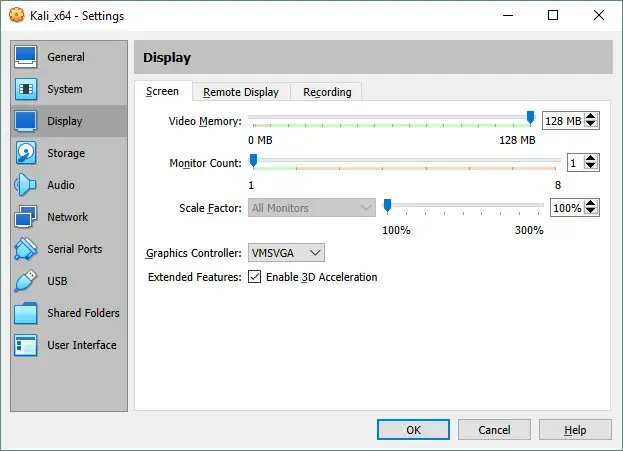 Kali_x64 - Settings
General
System
Display
Storage
Audio
Network
Serial Ports
USB
Shared Folders
User Interface
Display
Screen Remote Display Recording
Video Memory: 128 MB
0 MB 128 MB
Monitor Count: 1
1 8
Scale Factor: All Monitors 100%
100% 300%
Graphics Controller: VMSVGA
Extended Features: Enable 3D Acceleration
OK Cancel Help